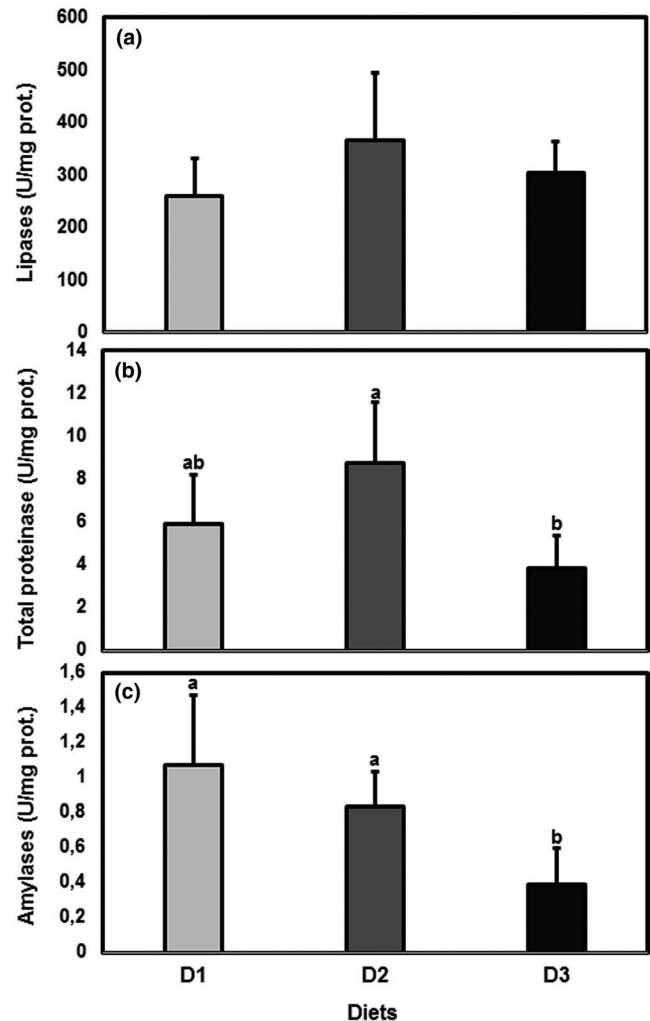 (a)
Lipases (U/mg prot.)
600
500
400
300
200
100
0
(b)
Total proteinase (U/mg prot.)
14
12
10
8
6
4
2
0
ab
a
b
(c)
Amylases (U/mg prot.)
1,6
1,4
1,2
1
0,8
0,6
0,4
0,2
0
a
a
b
D1 D2 D3
Diets